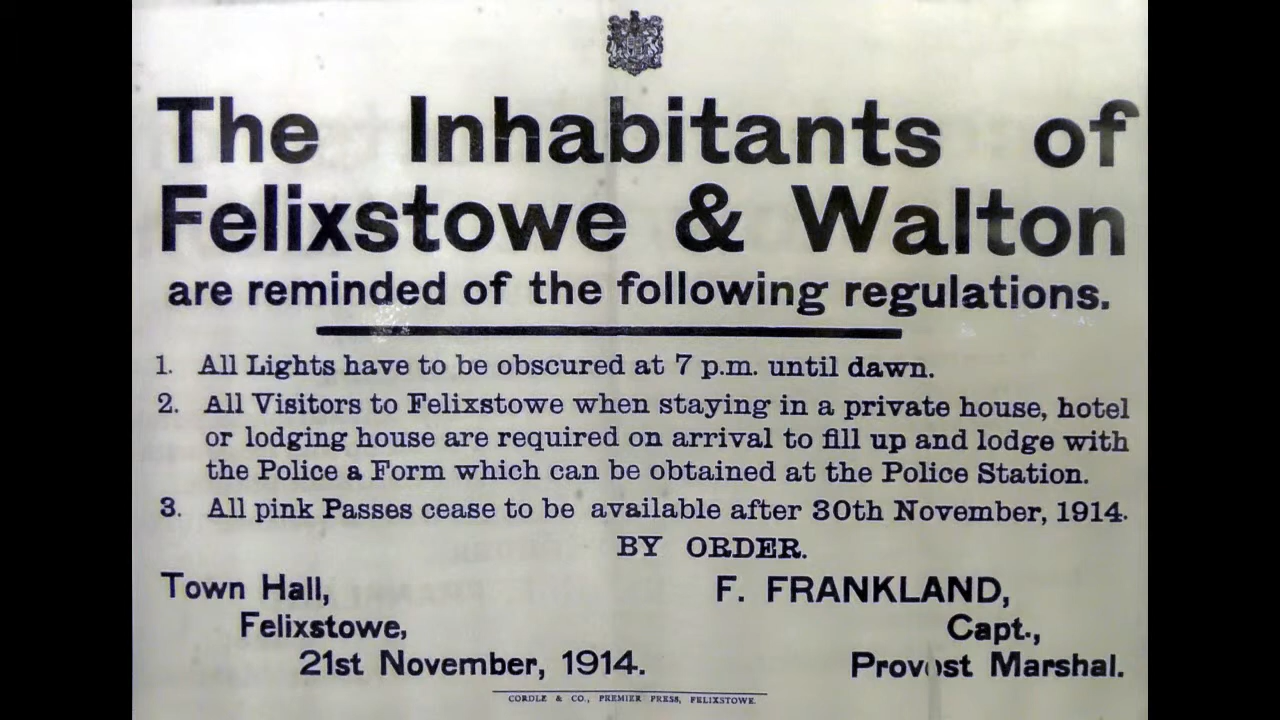 The Inhabitants of
Felixstowe & Walton
are reminded of the following regulations.
1. All Lights have to be obscured at 7 p.m. until dawn.
2. All Visitors to Felixstowe when staying in a private house, hotel
or lodging house are required on arrival to fill up and lodge with
the Police a Form which can be obtained at the Police Station.
3. All pink Passes cease to be available after 30th November, 1914.
BY ORDER.
Town Hall, F. FRANKLAND,
Felixstowe, Capt.,
21st November, 1914. Provost Marshal.
CORDLE & CO., PREMIER PRESS, FELIXSTOWE.